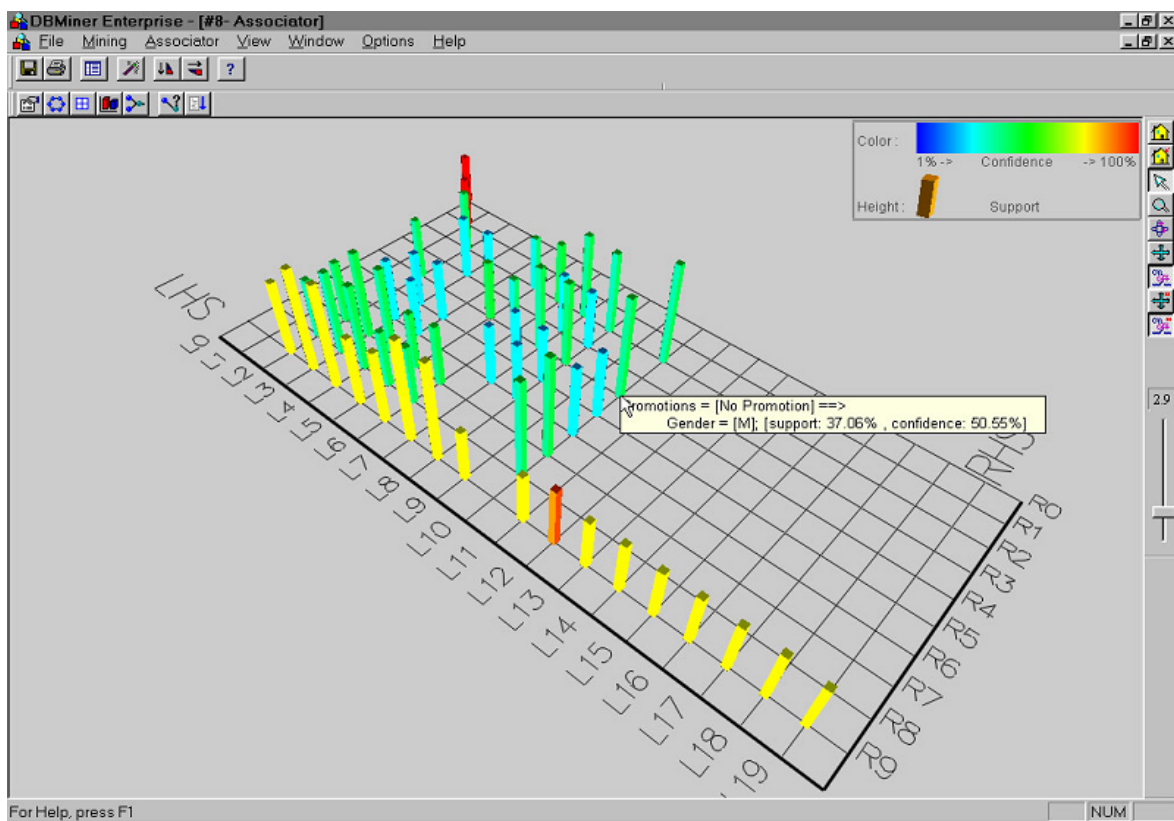 DBMiner Enterprise - [#8- Associator]
File Mining Associator View Window Options Help
?
Color :
1% -> Confidence -> 100%
Height : Support
LHS
L0
L1
L2
L3
L4
L5
L6
L7
L8
L9
L10
L11
L12
L13
L14
L15
L16
L17
L18
L19
romotions = [No Promotion] ==>
Gender = [M]; [support: 37.06% , confidence: 50.55%]
RHS
R0
R1
R2
R3
R4
R5
R6
R7
R8
R9
2.9
For Help, press F1
NUM